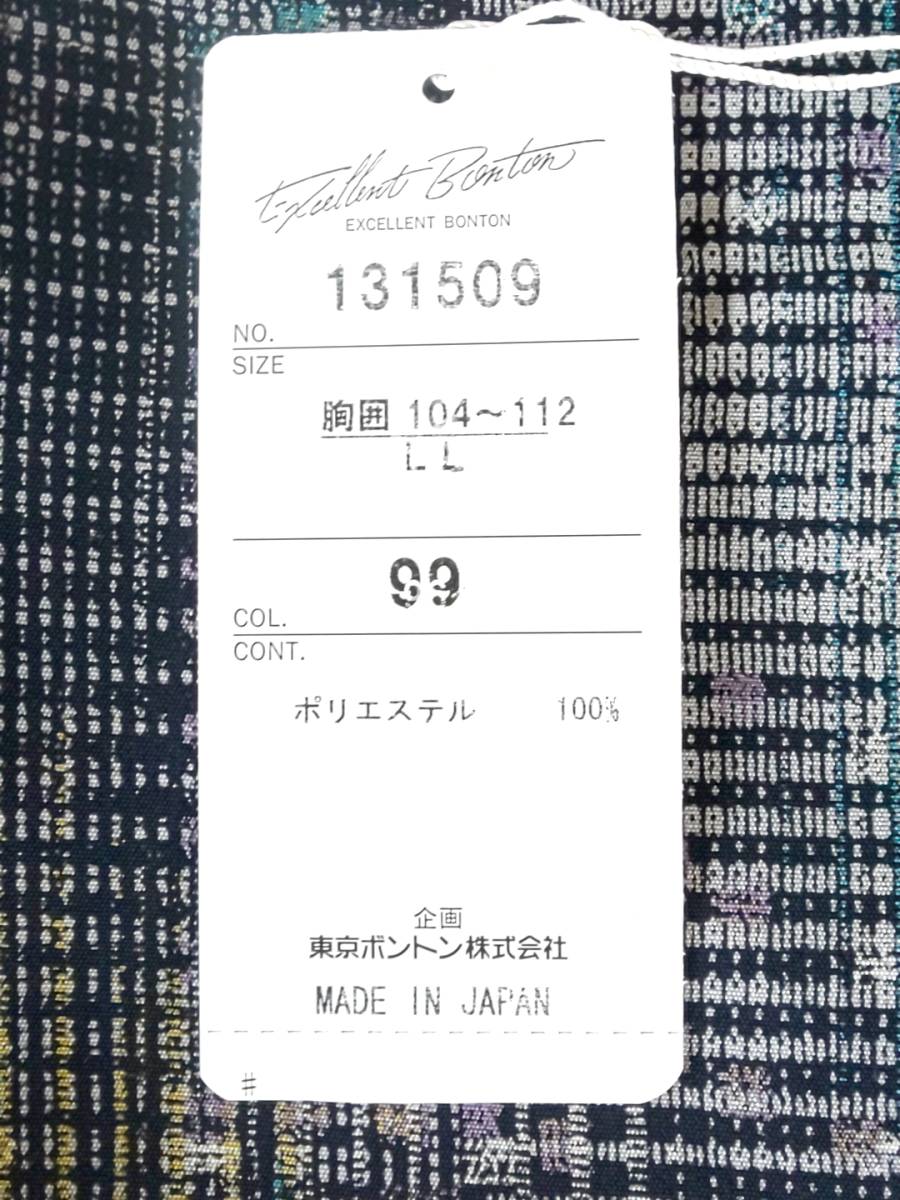 Excellent Bonton
EXCELLENT BONTON
131509
NO.
SIZE
胸囲 104～112
LL
99
COL.
CONT.
ポリエステル 100%
企画
東京ボントン株式会社
MADE IN JAPAN
#